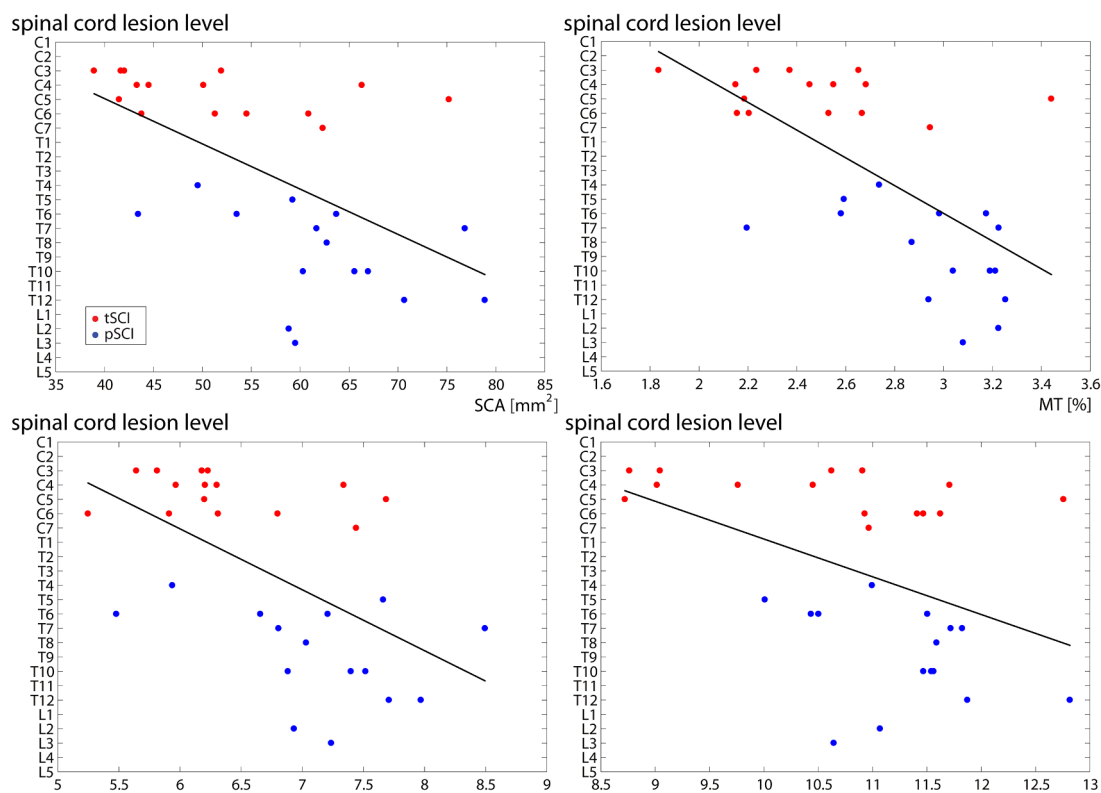 spinal cord lesion level
C1
C2
C3
C4
C5
C6
C7
T1
T2
T3
T4
T5
T6
T7
T8
T9
T10
T11
T12
L1
L2
L3
L4
L5
tSCI
pSCI
35 40 45 50 55 60 65 70 75 80 85
SCA [mm²]
spinal cord lesion level
C1
C2
C3
C4
C5
C6
C7
T1
T2
T3
T4
T5
T6
T7
T8
T9
T10
T11
T12
L1
L2
L3
L4
L5
1.6 1.8 2 2.2 2.4 2.6 2.8 3 3.2 3.4 3.6
MT [%]
spinal cord lesion level
C1
C2
C3
C4
C5
C6
C7
T1
T2
T3
T4
T5
T6
T7
T8
T9
T10
T11
T12
L1
L2
L3
L4
L5
5 5.5 6 6.5 7 7.5 8 8.5 9
spinal cord lesion level
C1
C2
C3
C4
C5
C6
C7
T1
T2
T3
T4
T5
T6
T7
T8
T9
T10
T11
T12
L1
L2
L3
L4
L5
8.5 9 9.5 10 10.5 11 11.5 12 12.5 13